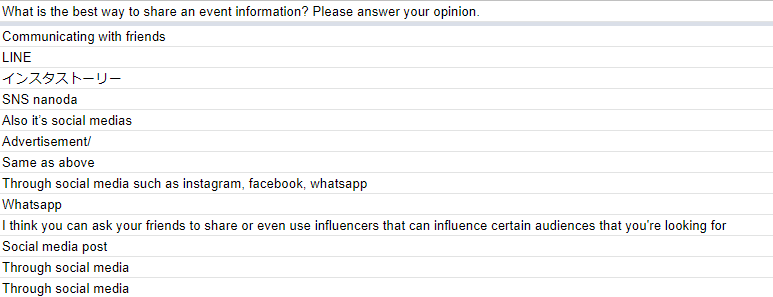 What is the best way to share an event information? Please answer your opinion.
Communicating with friends
LINE
インスタストーリー
SNS nanoda
Also it's social medias
Advertisement/
Same as above
Through social media such as instagram, facebook, whatsapp
Whatsapp
I think you can ask your friends to share or even use influencers that can influence certain audiences that you're looking for
Social media post
Through social media
Through social media